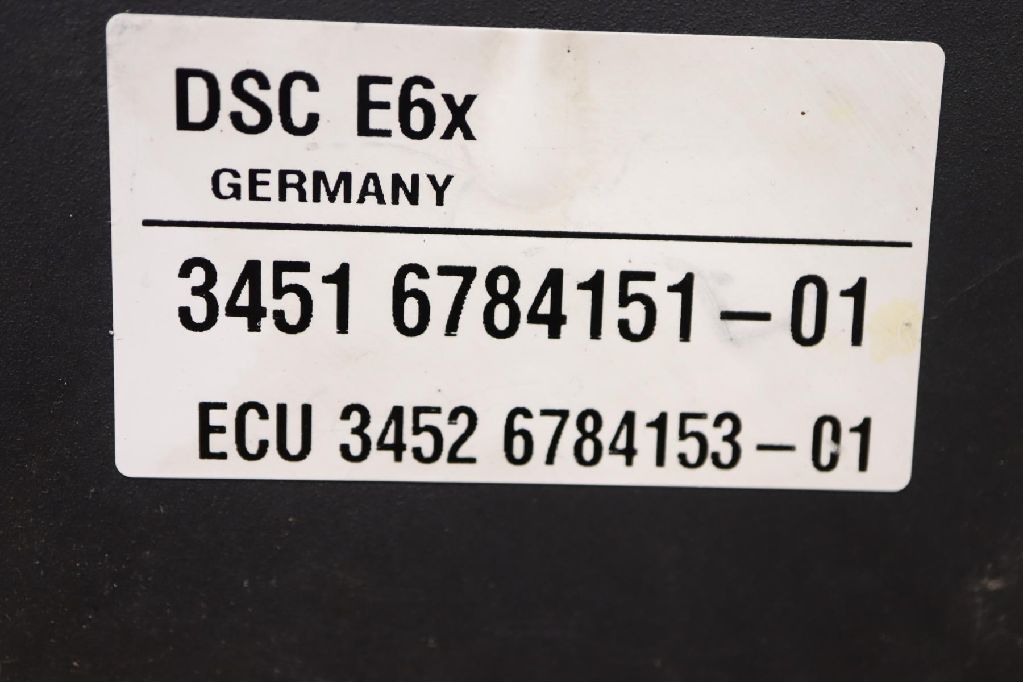 DSC E6x
GERMANY
3451 6784151-01
ECU 3452 6784153-01